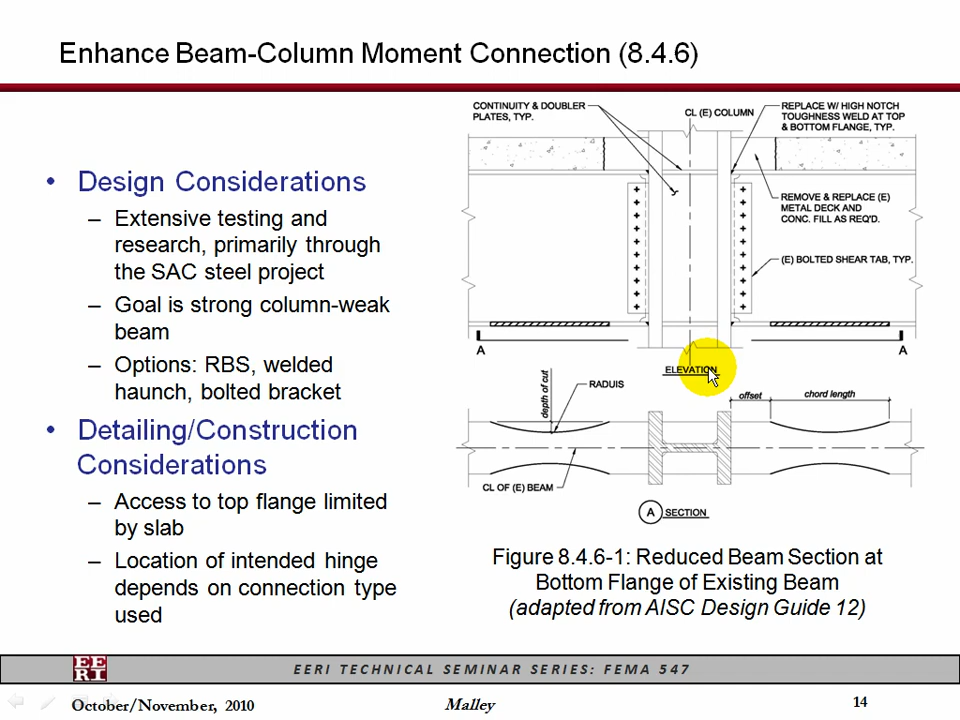 Enhance Beam-Column Moment Connection (8.4.6)
• Design Considerations
– Extensive testing and
research, primarily through
the SAC steel project
– Goal is strong column-weak
beam
– Options: RBS, welded
haunch, bolted bracket
• Detailing/Construction
Considerations
– Access to top flange limited
by slab
– Location of intended hinge
depends on connection type
used
CONTINUITY & DOUBLER
PLATES, TYP.
CL (E) COLUMN
REPLACE W/ HIGH NOTCH
TOUGHNESS WELD AT TOP
& BOTTOM FLANGE, TYP.
REMOVE & REPLACE (E)
METAL DECK AND
CONC. FILL AS REQ'D.
(E) BOLTED SHEAR TAB, TYP.
A
A
ELEVATION
depth of cut
RADUIS
offset
chord length
CL OF (E) BEAM
A SECTION
Figure 8.4.6-1: Reduced Beam Section at
Bottom Flange of Existing Beam
(adapted from AISC Design Guide 12)
EE
RI
EERI TECHNICAL SEMINAR SERIES: FEMA 547
October/November, 2010
Malley
14